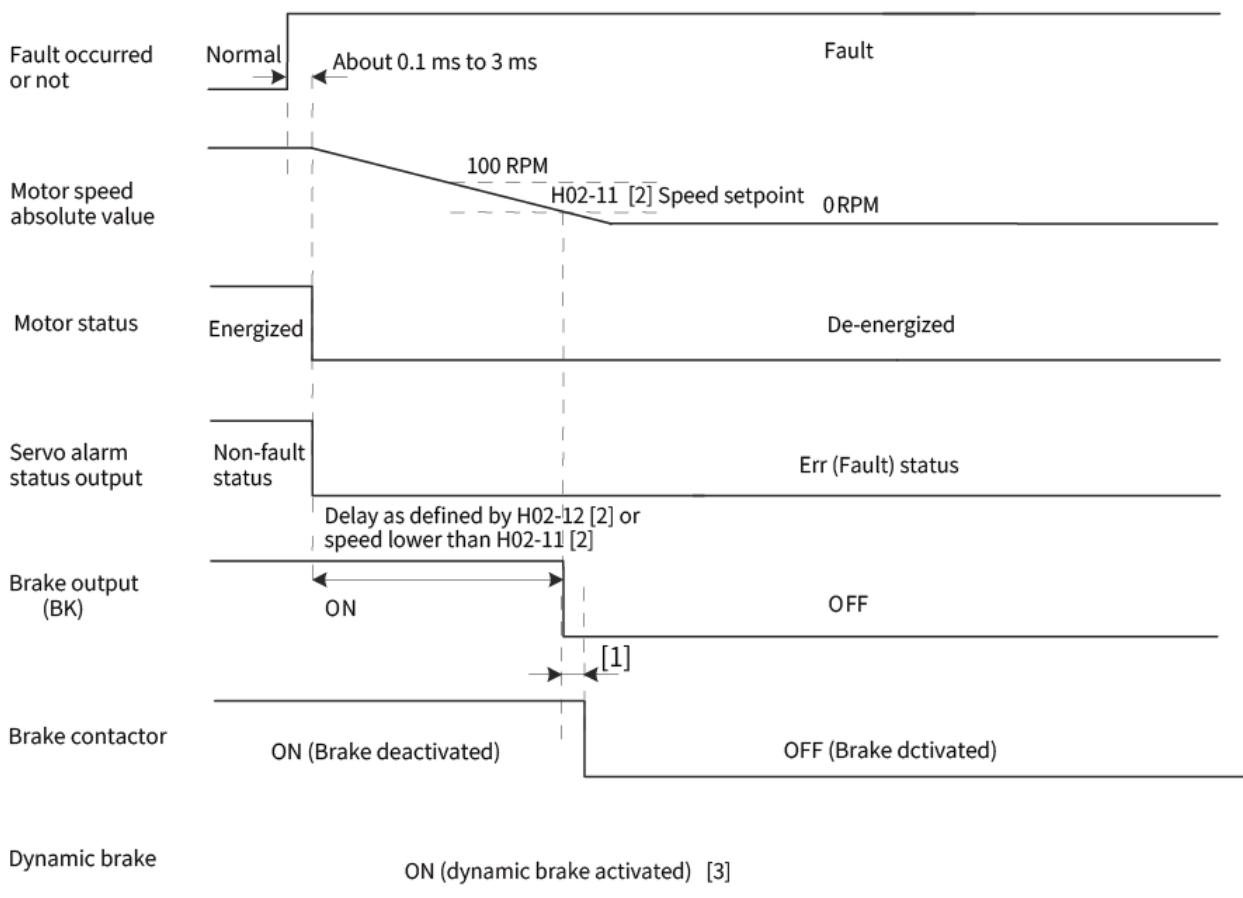 Fault occurred
or not
Normal
About 0.1 ms to 3 ms
Fault
Motor speed
absolute value
100 RPM
H02-11 [2] Speed setpoint
0 RPM
Motor status
Energized
De-energized
Servo alarm
status output
Non-fault
status
Err (Fault) status
Delay as defined by H02-12 [2] or
speed lower than H02-11 [2]
Brake output
(BK)
ON
OFF
[1]
Brake contactor
ON (Brake deactivated)
OFF (Brake dctivated)
Dynamic brake
ON (dynamic brake activated) [3]